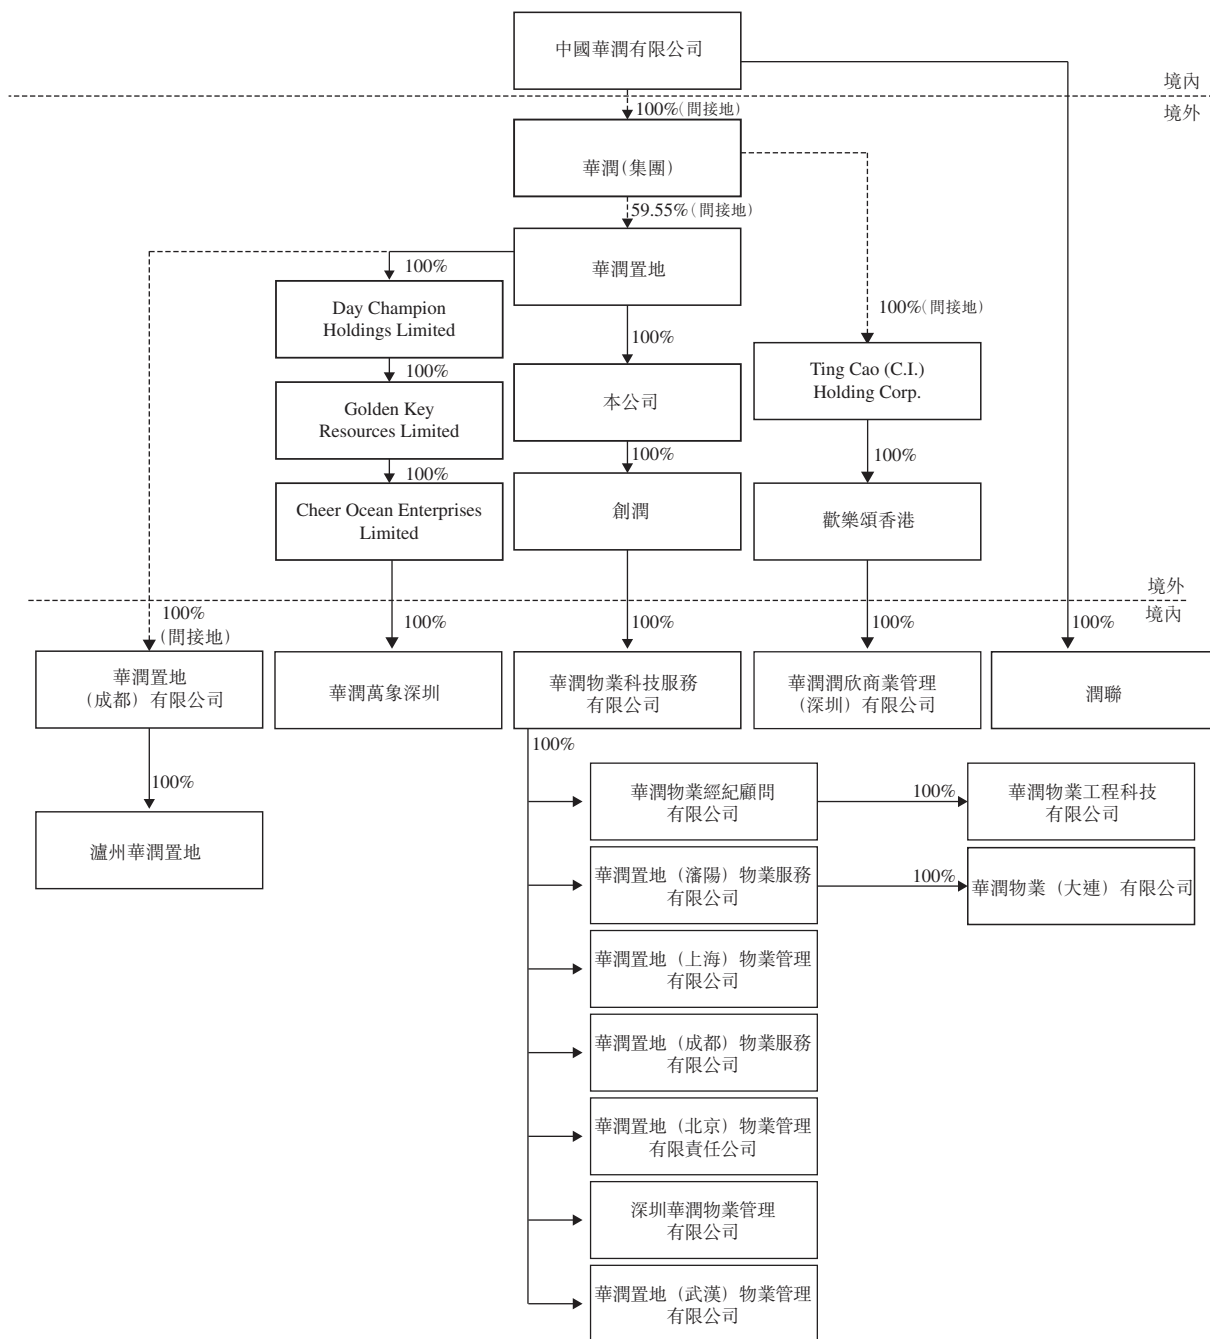 中國華潤有限公司
境內
境外
100%(間接地)
華潤(集團)
59.55%(間接地)
華潤置地
100%
Day Champion
Holdings Limited
100%
Golden Key
Resources Limited
100%
Cheer Ocean Enterprises
Limited
100%
本公司
100%
創潤
100%(間接地)
Ting Cao (C.I.)
Holding Corp.
100%
歡樂頌香港
境外
境內
100%
(間接地)
100%
100%
100%
100%
華潤置地
（成都）有限公司
華潤萬象深圳
華潤物業科技服務
有限公司
華潤潤欣商業管理
（深圳）有限公司
潤聯
100%
瀘州華潤置地
100%
華潤物業經紀顧問
有限公司
100%
華潤物業工程科技
有限公司
華潤置地（瀋陽）物業服務
有限公司
100%
華潤物業（大連）有限公司
華潤置地（上海）物業管理
有限公司
華潤置地（成都）物業服務
有限公司
華潤置地（北京）物業管理
有限責任公司
深圳華潤物業管理
有限公司
華潤置地（武漢）物業管理
有限公司